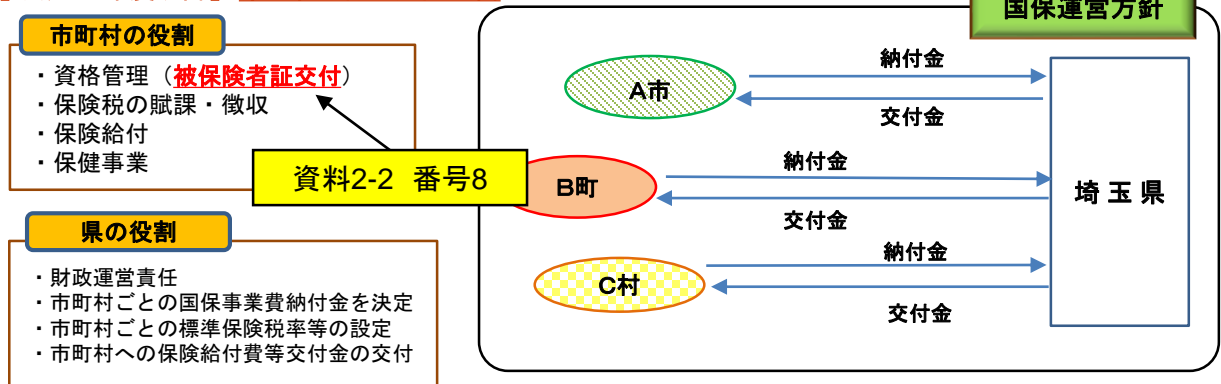 国保運営方針
市町村の役割
・資格管理（被保険者証交付）
・保険税の賦課・徴収
・保険給付
・保健事業
資料2-2 番号8
県の役割
・財政運営責任
・市町村ごとの国保事業費納付金を決定
・市町村ごとの標準保険税率等の設定
・市町村への保険給付費等交付金の交付
A市
納付金
交付金
B町
納付金
交付金
C村
納付金
交付金
埼玉県